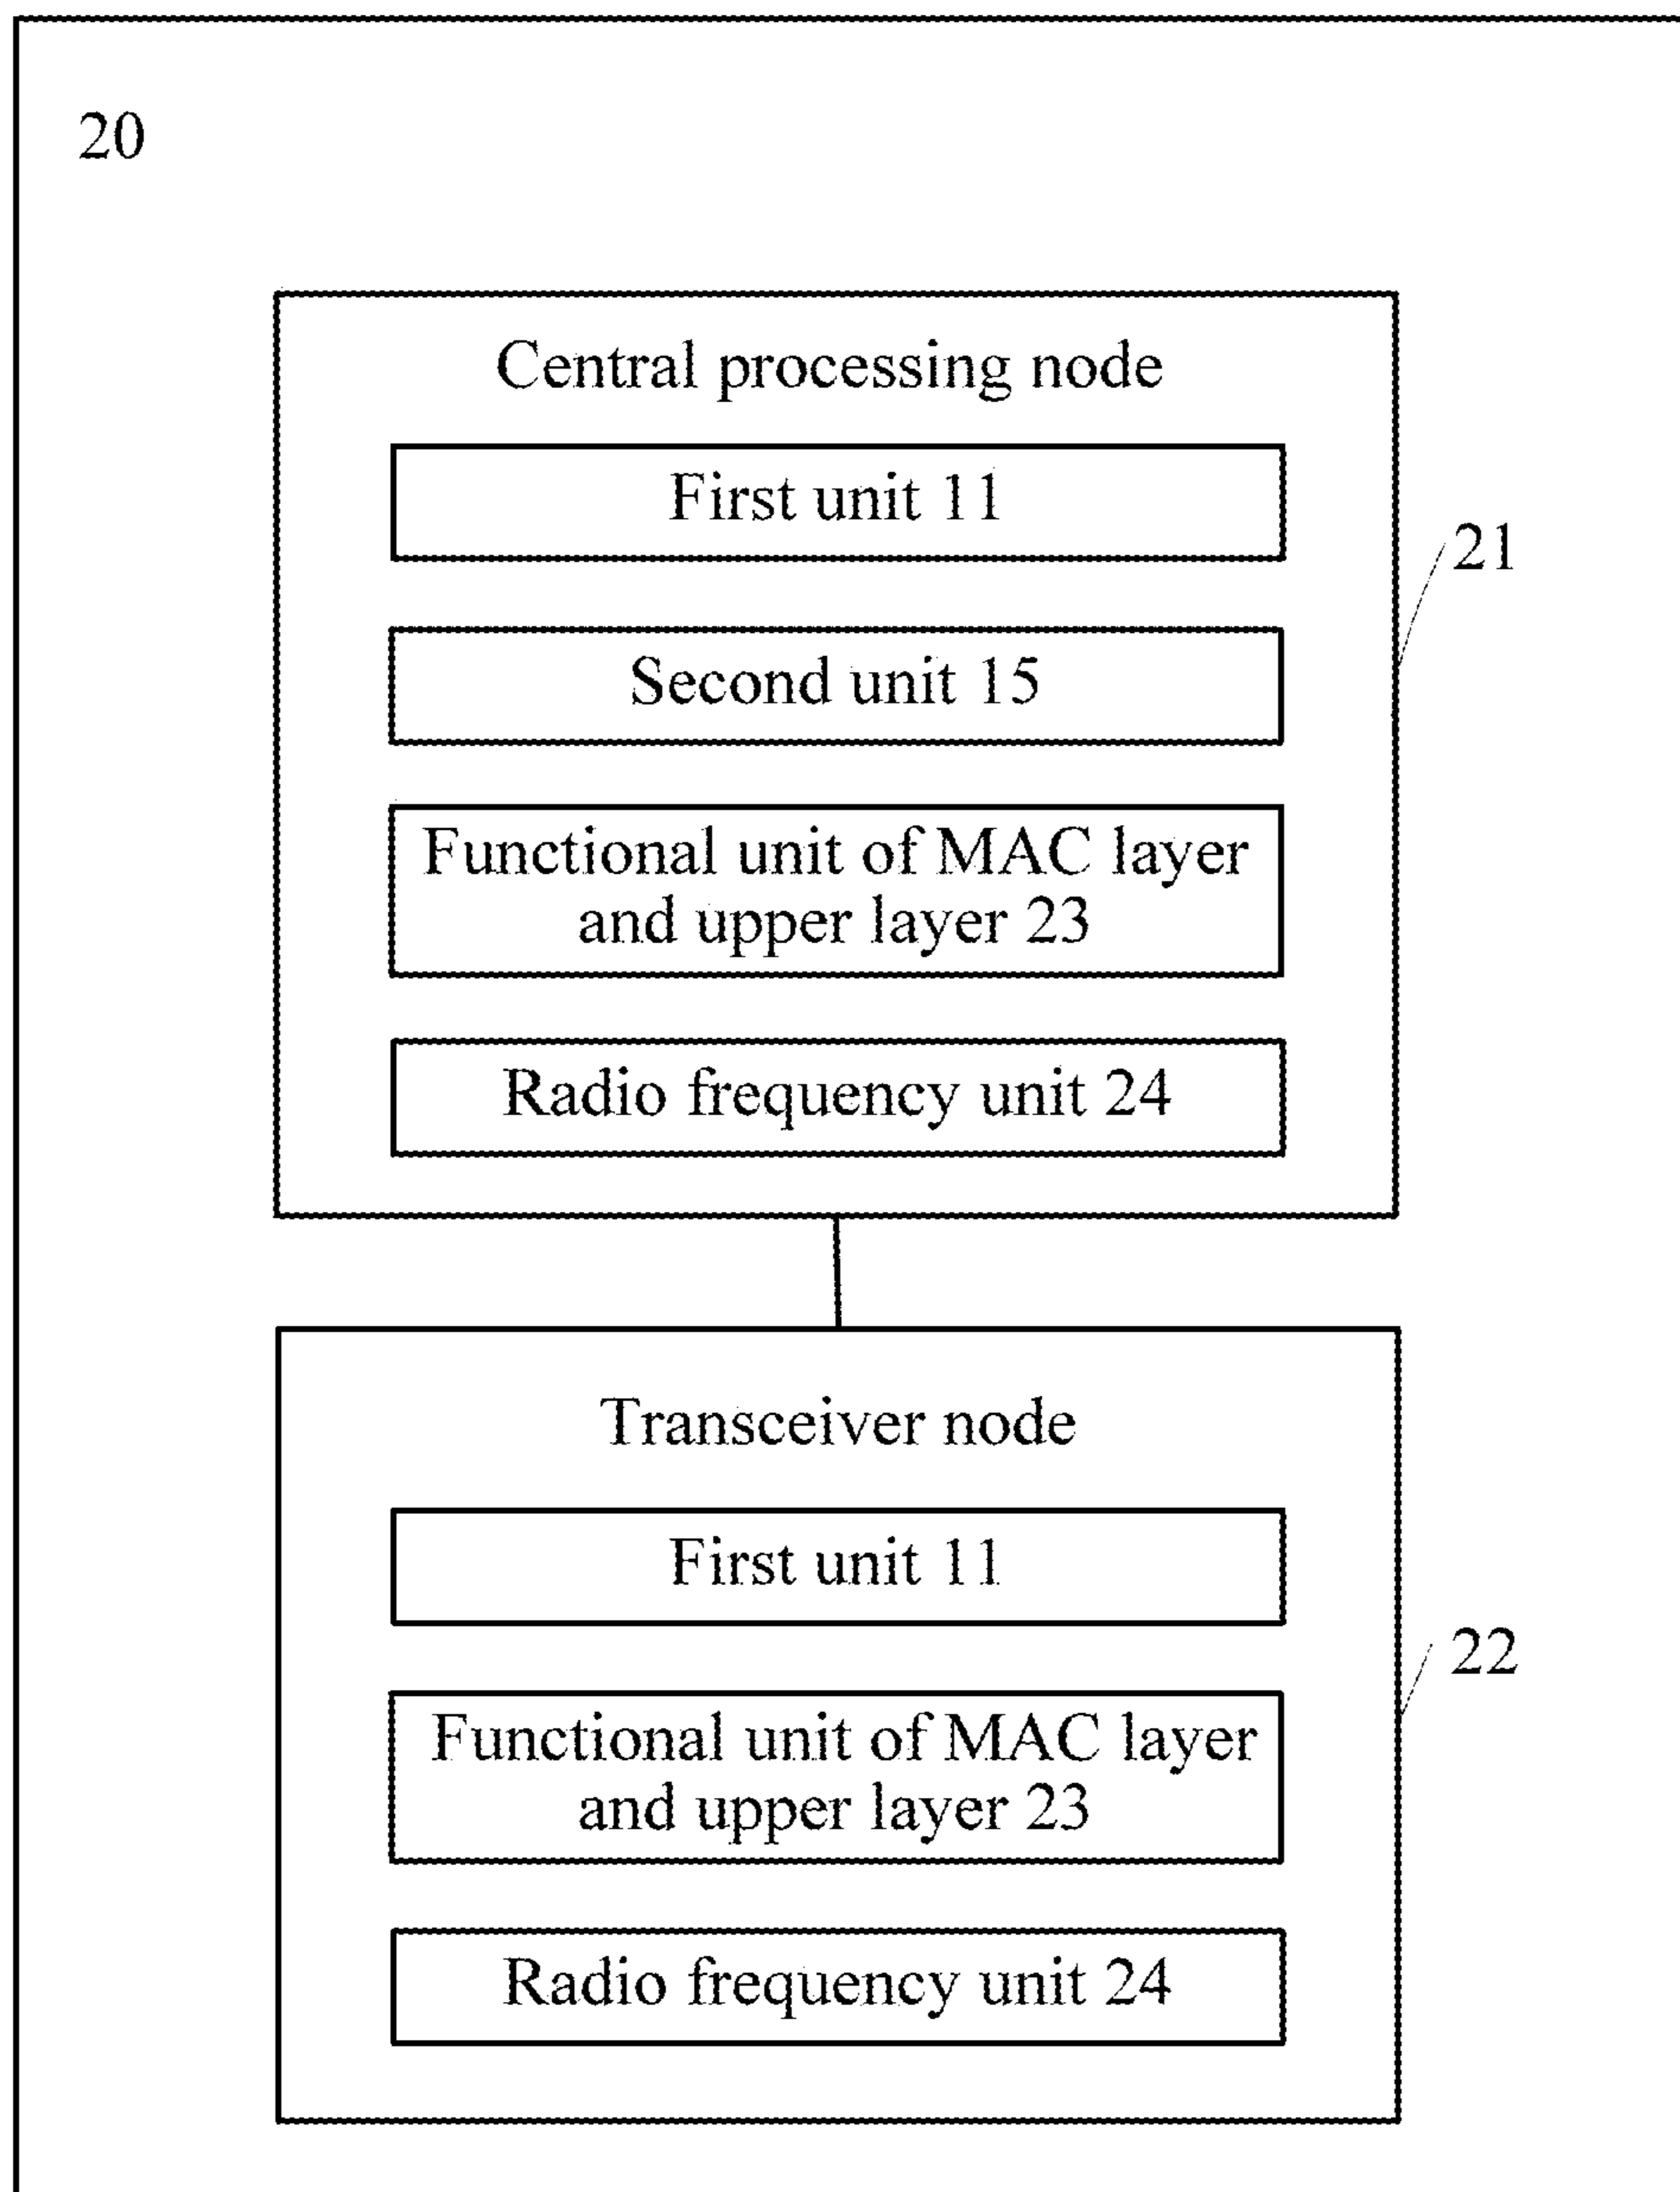 20
Central processing node
First unit 11
21
Second unit 15
Functional unit of MAC layer
and upper layer 23
Radio frequency unit 24
Transceiver node
First unit 11
22
Functional unit of MAC layer
and upper layer 23
Radio frequency unit 24